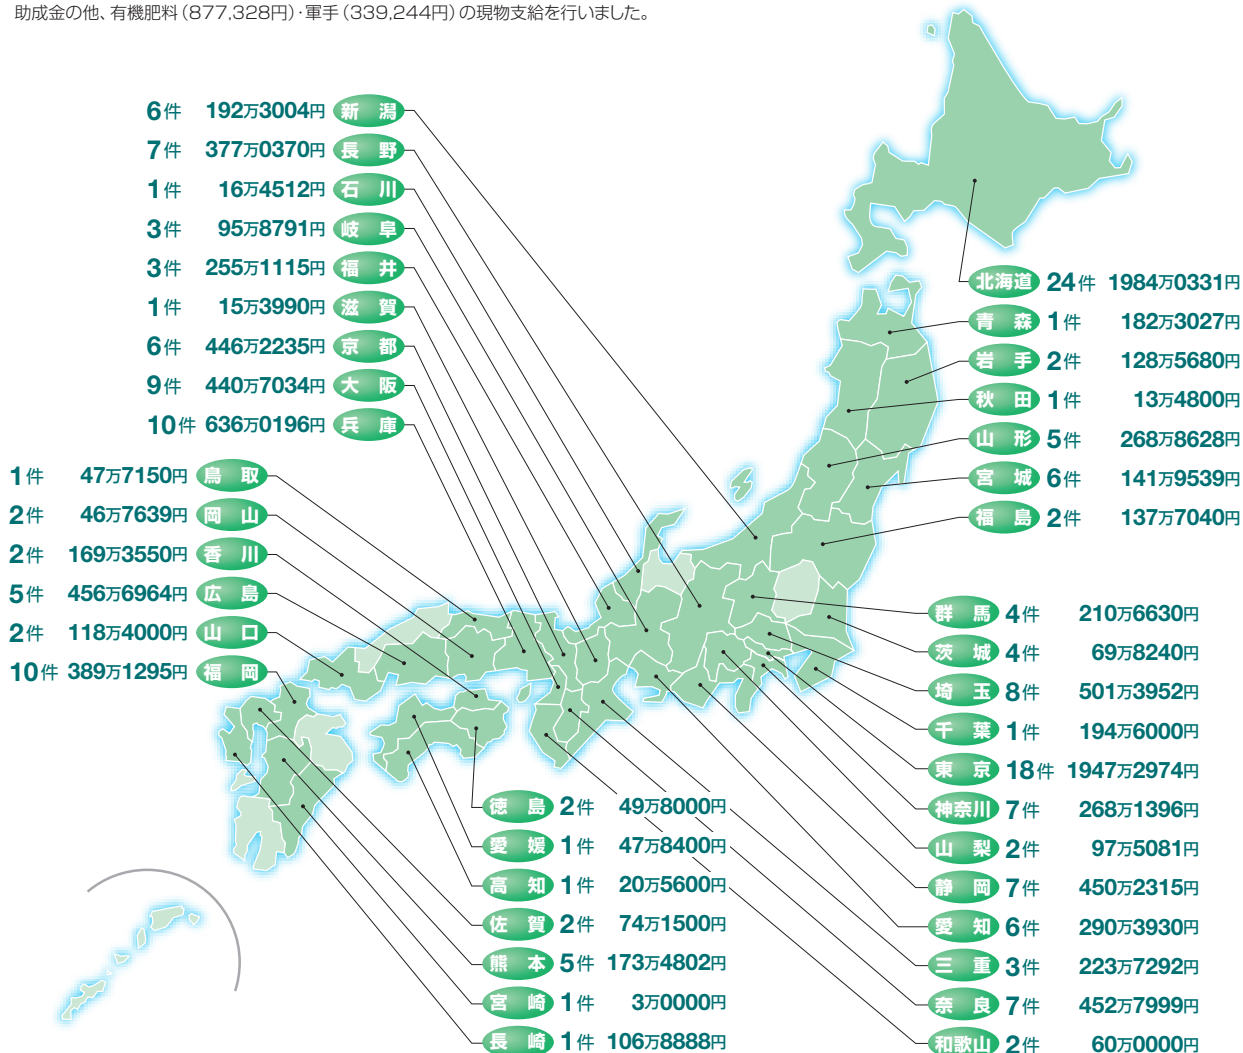 助成金の他、有機肥料(877,328円)・軍手(339,244円)の現物支給を行いました。
6件 192万3004円 新潟
7件 377万0370円 長野
1件 16万4512円 石川
3件 95万8791円 岐阜
3件 255万1115円 福井
1件 15万3990円 滋賀
6件 446万2235円 京都
9件 440万7034円 大阪
10件 636万0196円 兵庫
1件 47万7150円 鳥取
2件 46万7639円 岡山
2件 169万3550円 香川
5件 456万6964円 広島
2件 118万4000円 山口
10件 389万1295円 福岡
北海道 24件 1984万0331円
青森 1件 182万3027円
岩手 2件 128万5680円
秋田 1件 13万4800円
山形 5件 268万8628円
宮城 6件 141万9539円
福島 2件 137万7040円
群馬 4件 210万6630円
茨城 4件 69万8240円
埼玉 8件 501万3952円
千葉 1件 194万6000円
東京 18件 1947万2974円
神奈川 7件 268万1396円
山梨 2件 97万5081円
静岡 7件 450万2315円
愛知 6件 290万3930円
三重 3件 223万7292円
奈良 7件 452万7999円
和歌山 2件 60万0000円
徳島 2件 49万8000円
愛媛 1件 47万8400円
高知 1件 20万5600円
佐賀 2件 74万1500円
熊本 5件 173万4802円
宮崎 1件 3万0000円
長崎 1件 106万8888円